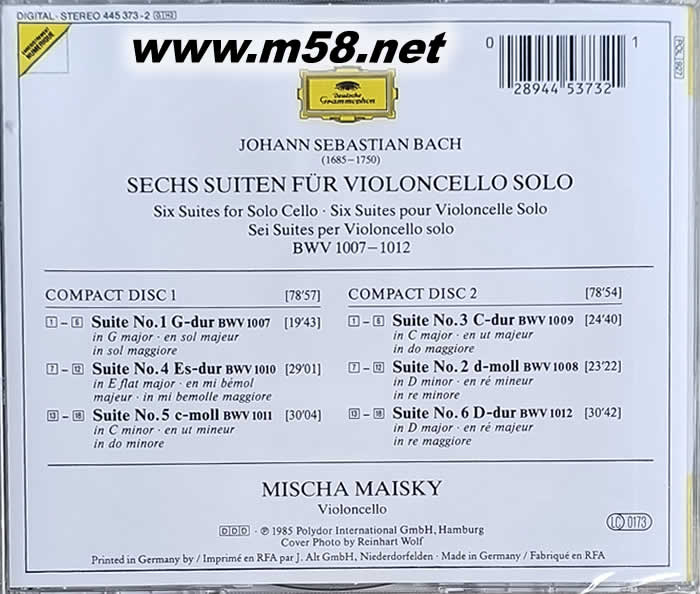 DIGITAL · STEREO 445 373-2 GH2
www.m58.net
0 28944 53732 1
POL 927
Deutsche
Grammophon
JOHANN SEBASTIAN BACH
(1685–1750)
SECHS SUITEN FÜR VIOLONCELLO SOLO
Six Suites for Solo Cello · Six Suites pour Violoncelle Solo
Sei Suites per Violoncello solo
BWV 1007–1012
COMPACT DISC 1 [78'57]
1 – 6 Suite No. 1 G-dur BWV 1007 [19'43]
in G major · en sol majeur
in sol maggiore
7 – 12 Suite No. 4 Es-dur BWV 1010 [29'01]
in E flat major · en mi bémol
majeur · in mi bemolle maggiore
13 – 18 Suite No. 5 c-moll BWV 1011 [30'04]
in C minor · en ut mineur
in do minore
COMPACT DISC 2 [78'54]
1 – 6 Suite No. 3 C-dur BWV 1009 [24'40]
in C major · en ut majeur
in do maggiore
7 – 12 Suite No. 2 d-moll BWV 1008 [23'22]
in D minor · en ré mineur
in re minore
13 – 18 Suite No. 6 D-dur BWV 1012 [30'42]
in D major · en ré majeur
in re maggiore
MISCHA MAISKY
Violoncello
DDD · ℗ 1985 Polydor International GmbH, Hamburg
Cover Photo by Reinhart Wolf
LC 0173
Printed in Germany by / Imprimé en RFA par J. Alt GmbH, Niederdorfelden · Made in Germany / Fabriqué en RFA